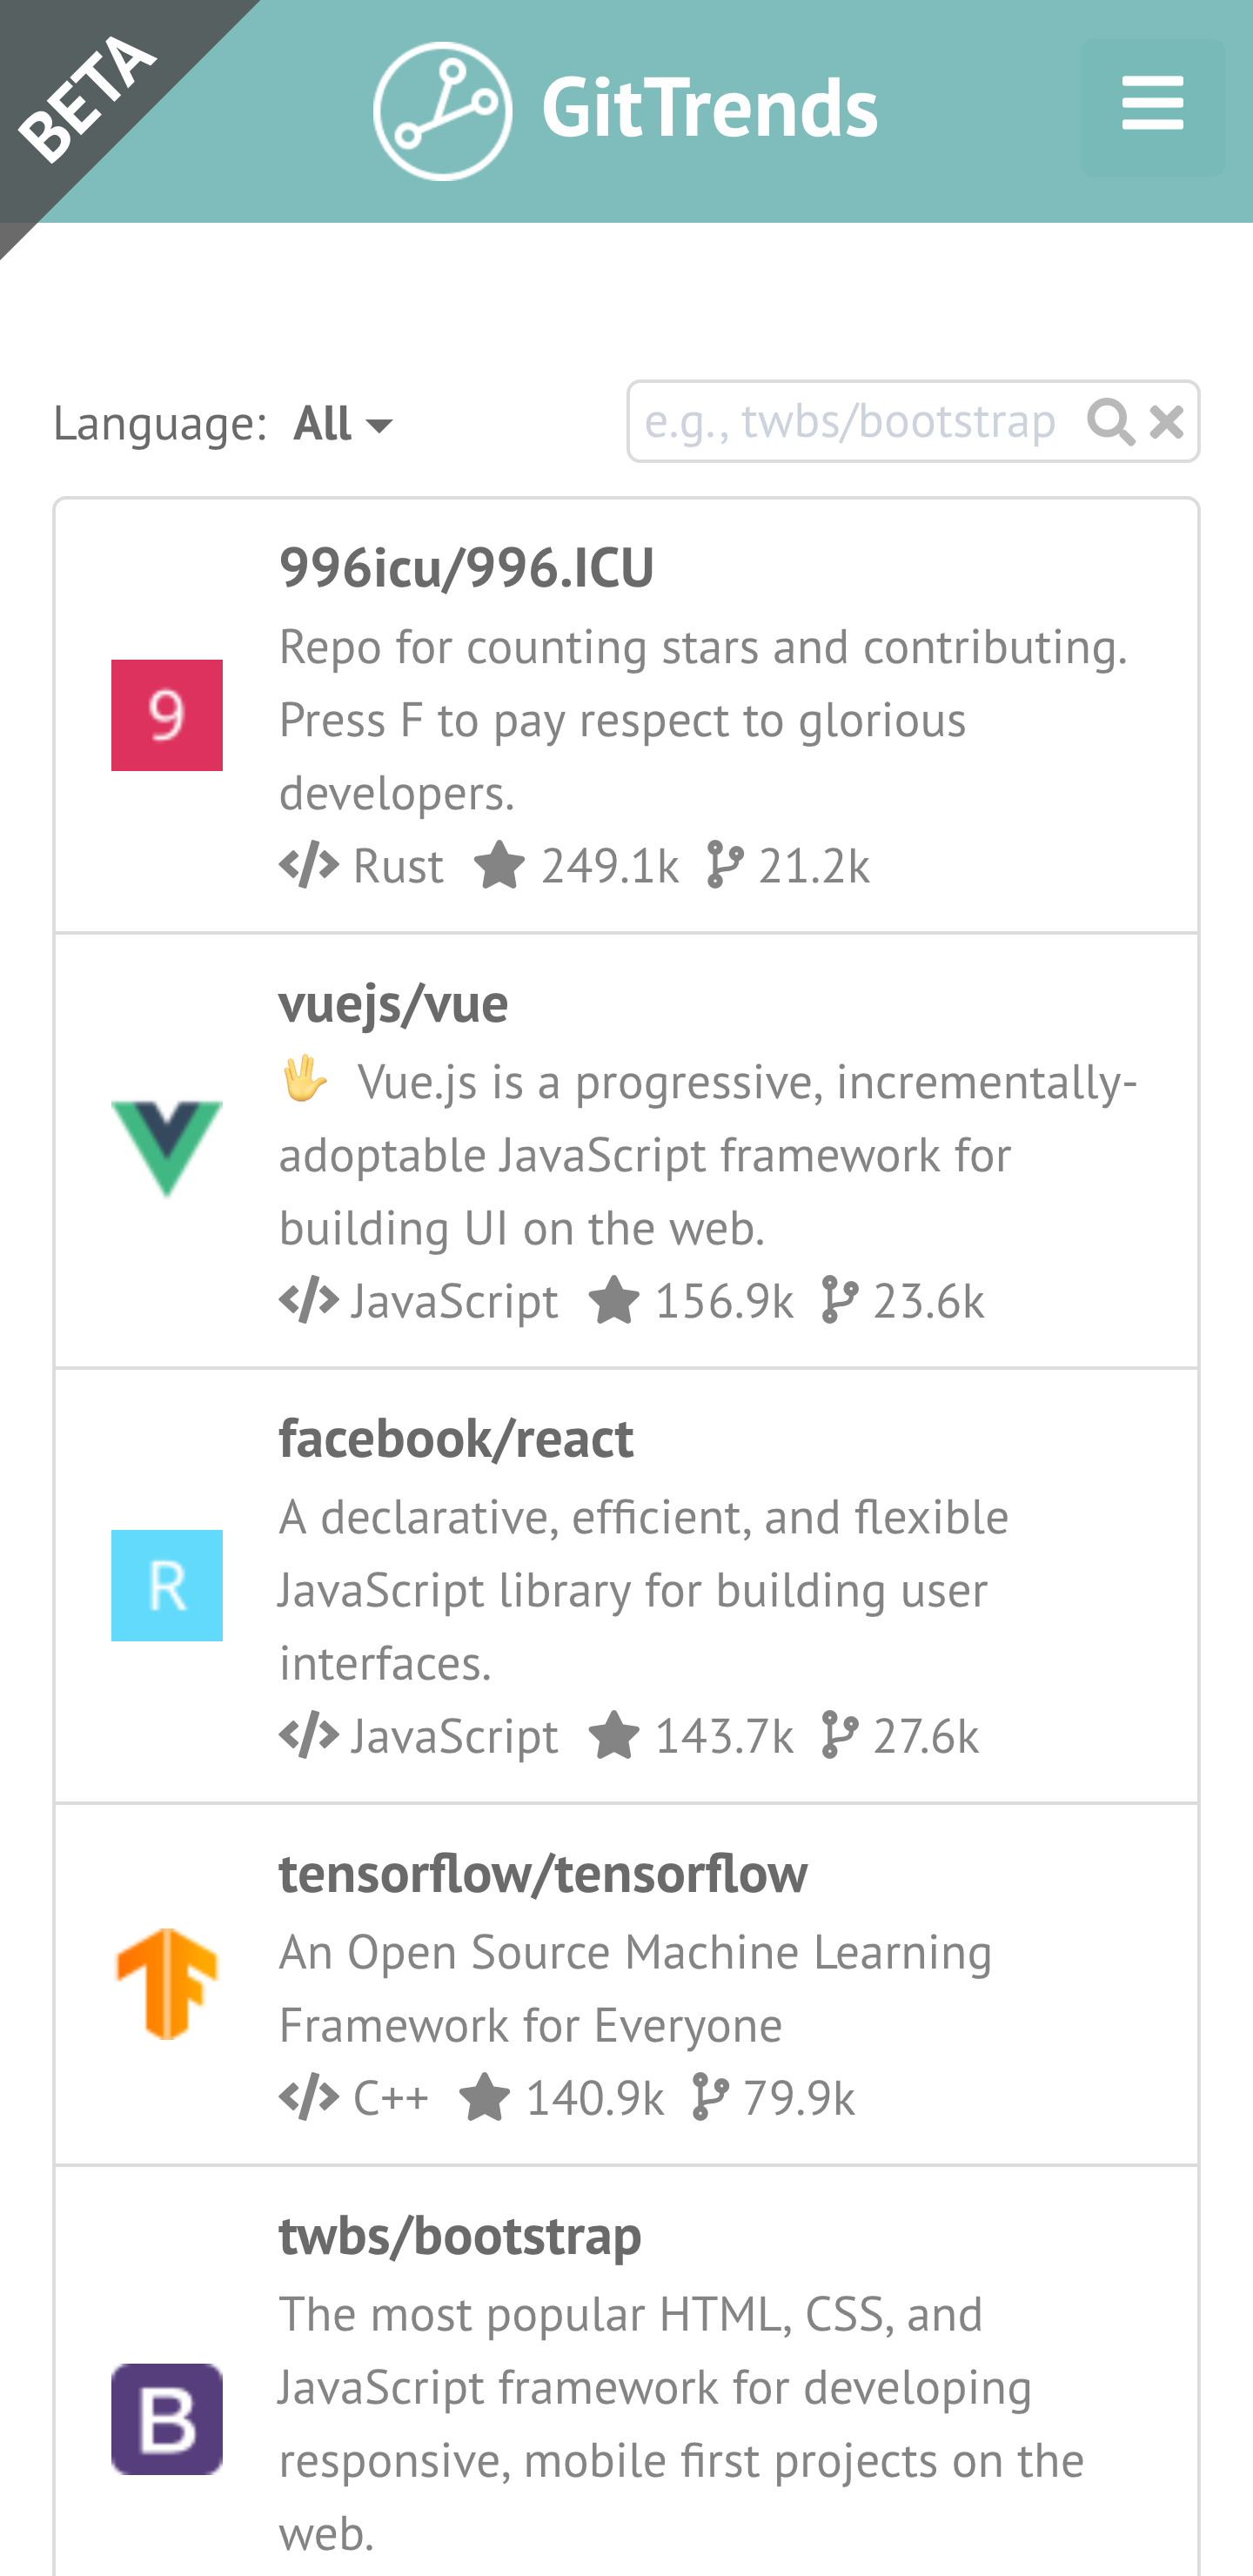 BETA
GitTrends
Language: All
e.g., twbs/bootstrap
996icu/996.ICU
9
Repo for counting stars and contributing.
Press F to pay respect to glorious
developers.
Rust 249.1k 21.2k
vuejs/vue
🖖 Vue.js is a progressive, incrementally-
adoptable JavaScript framework for
building UI on the web.
JavaScript 156.9k 23.6k
facebook/react
R
A declarative, efficient, and flexible
JavaScript library for building user
interfaces.
JavaScript 143.7k 27.6k
tensorflow/tensorflow
An Open Source Machine Learning
Framework for Everyone
C++ 140.9k 79.9k
twbs/bootstrap
B
The most popular HTML, CSS, and
JavaScript framework for developing
responsive, mobile first projects on the
web.